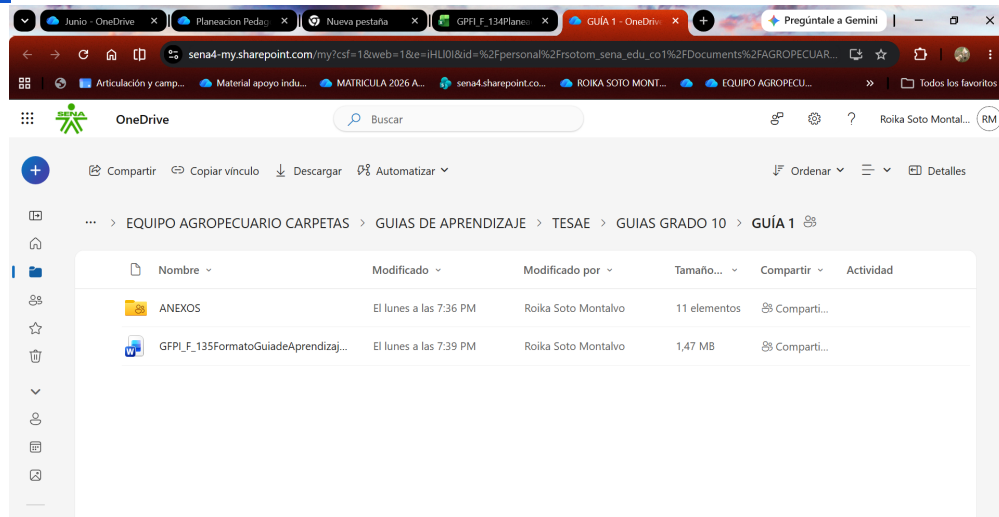 Junio - OneDrive
Planeacion Pedag
Nueva pestaña
GPFI_F_134Planea
GUÍA 1 - OneDrive
Pregúntale a Gemini
sena4-my.sharepoint.com/my?csf=1&web=1&e=iHLl0I&id=%2Fpersonal%2Frsotom_sena_edu_co1%2FDocuments%2FAGROPECUAR...
Articulación y camp...
Material apoyo indu...
MATRICULA 2026 A...
sena4.sharepoint.co...
ROIKA SOTO MONT...
EQUIPO AGROPECU...
»
Todos los favoritos
SENA
OneDrive
Buscar
?
Roika Soto Montal...
RM
+
Compartir
Copiar vínculo
Descargar
Automatizar
Ordenar
Detalles
··· > EQUIPO AGROPECUARIO CARPETAS > GUIAS DE APRENDIZAJE > TESAE > GUIAS GRADO 10 > GUÍA 1
Nombre Modificado Modificado por Tamaño... Compartir Actividad
ANEXOS El lunes a las 7:36 PM Roika Soto Montalvo 11 elementos Comparti...
GFPI_F_135FormatoGuiadeAprendizaj... El lunes a las 7:39 PM Roika Soto Montalvo 1,47 MB Comparti...